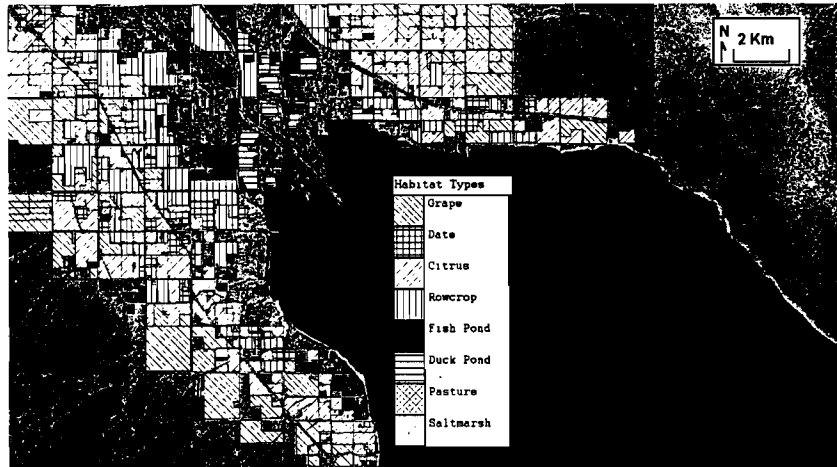 N 2 Km
Habitat Types
Grape
Date
Citrus
Rowcrop
Fish Pond
Duck Pond
Pasture
Saltmarsh